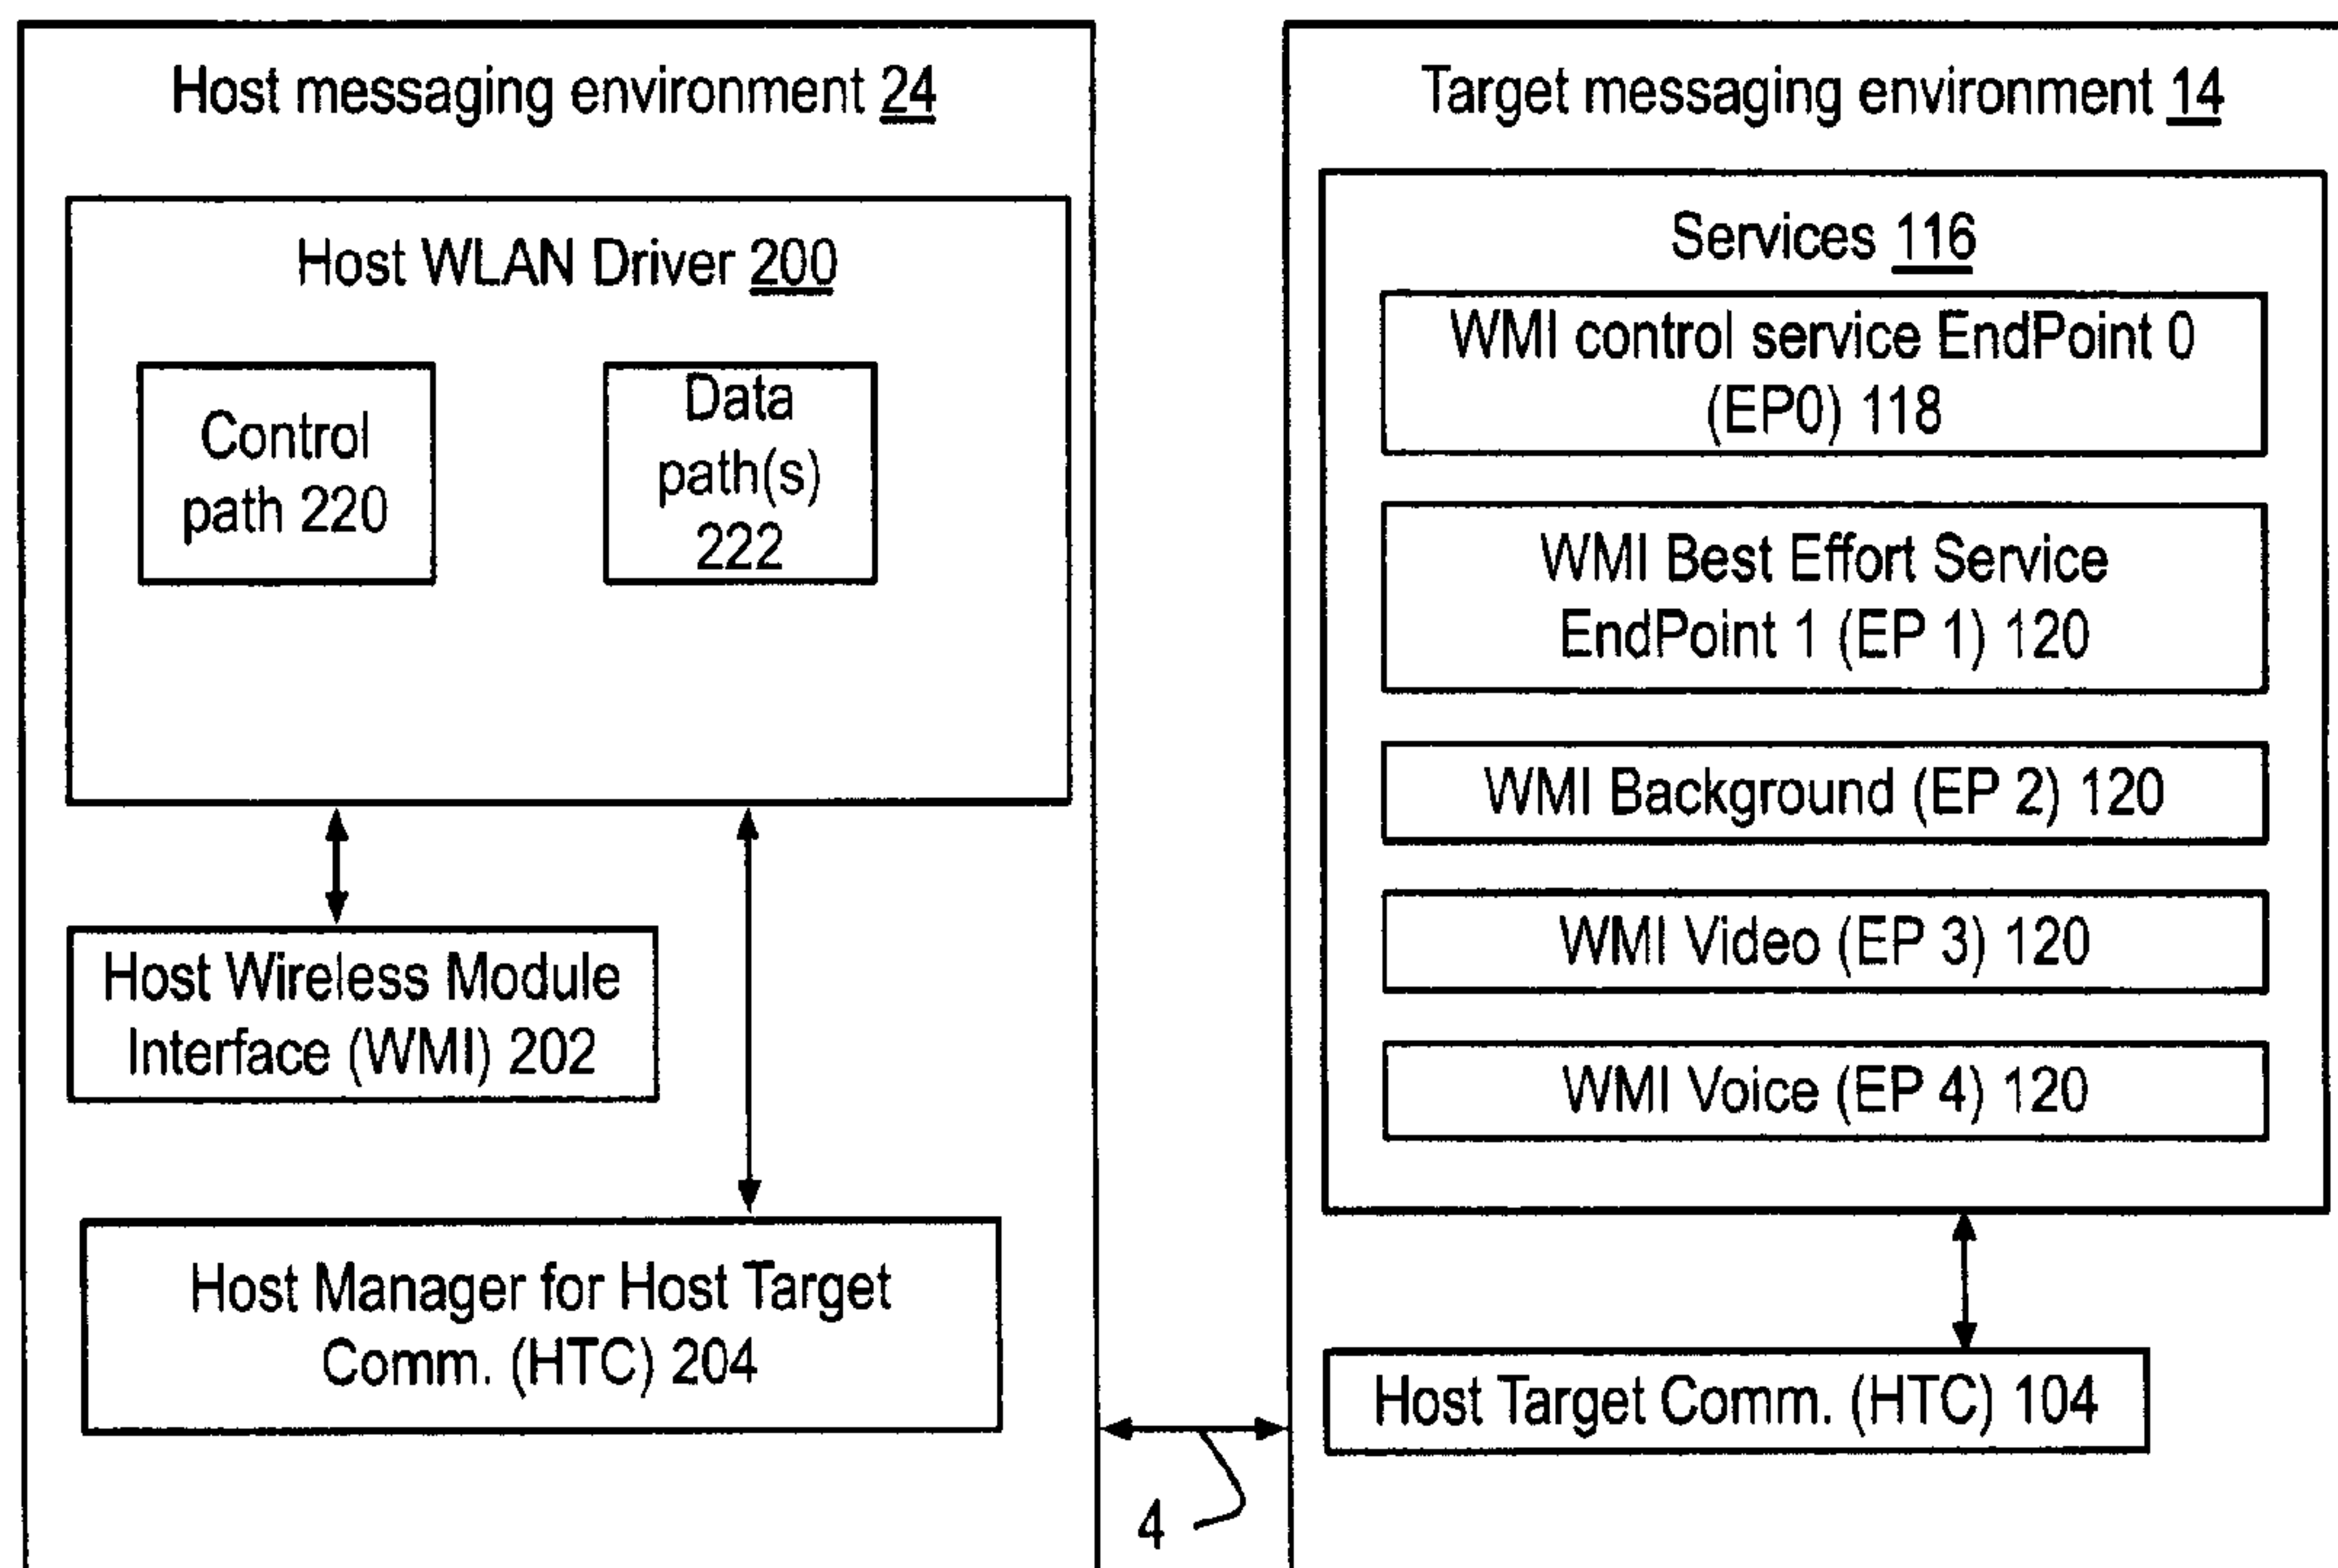 Host messaging environment 24
Host WLAN Driver 200
Control
path 220
Data
path(s)
222
Host Wireless Module
Interface (WMI) 202
Host Manager for Host Target
Comm. (HTC) 204
4
Target messaging environment 14
Services 116
WMI control service EndPoint 0
(EP0) 118
WMI Best Effort Service
EndPoint 1 (EP 1) 120
WMI Background (EP 2) 120
WMI Video (EP 3) 120
WMI Voice (EP 4) 120
Host Target Comm. (HTC) 104